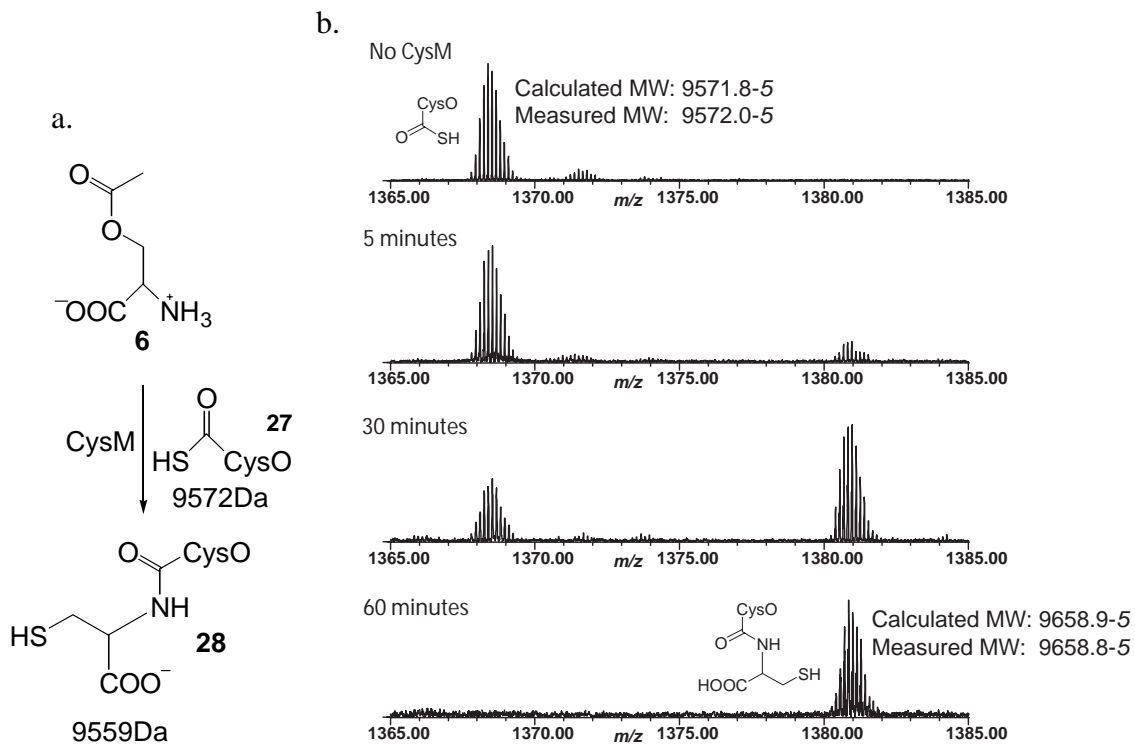 a.
O
O
⁻OOC
NH₃⁺
6
CysM
O
27
HS
CysO
9572Da
O
CysO
NH
HS
28
COO⁻
9559Da
b.
No CysM
CysO
O
SH
Calculated MW: 9571.8-5
Measured MW: 9572.0-5
1365.00 1370.00 m/z 1375.00 1380.00 1385.00
5 minutes
1365.00 1370.00 m/z 1375.00 1380.00 1385.00
30 minutes
1365.00 1370.00 m/z 1375.00 1380.00 1385.00
60 minutes
CysO
O
NH
HOOC
SH
Calculated MW: 9658.9-5
Measured MW: 9658.8-5
1365.00 1370.00 m/z 1375.00 1380.00 1385.00